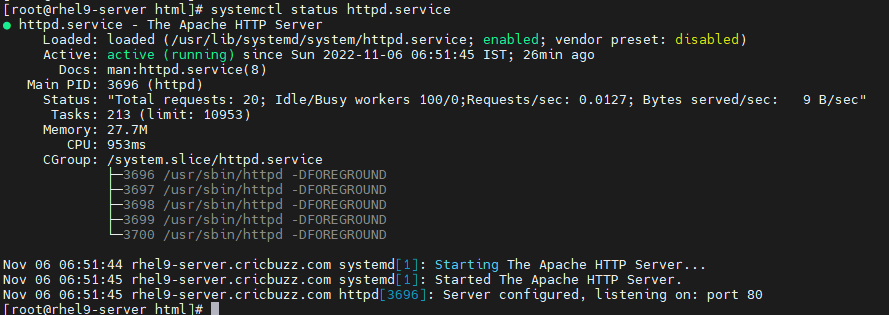 [root@rhel9-server html]# systemctl status httpd.service
● httpd.service - The Apache HTTP Server
Loaded: loaded (/usr/lib/systemd/system/httpd.service; enabled; vendor preset: disabled)
Active: active (running) since Sun 2022-11-06 06:51:45 IST; 26min ago
Docs: man:httpd.service(8)
Main PID: 3696 (httpd)
Status: "Total requests: 20; Idle/Busy workers 100/0;Requests/sec: 0.0127; Bytes served/sec:   9 B/sec"
Tasks: 213 (limit: 10953)
Memory: 27.7M
CPU: 953ms
CGroup: /system.slice/httpd.service
├─3696 /usr/sbin/httpd -DFOREGROUND
├─3697 /usr/sbin/httpd -DFOREGROUND
├─3698 /usr/sbin/httpd -DFOREGROUND
├─3699 /usr/sbin/httpd -DFOREGROUND
└─3700 /usr/sbin/httpd -DFOREGROUND
Nov 06 06:51:44 rhel9-server.cricbuzz.com systemd[1]: Starting The Apache HTTP Server...
Nov 06 06:51:45 rhel9-server.cricbuzz.com systemd[1]: Started The Apache HTTP Server.
Nov 06 06:51:45 rhel9-server.cricbuzz.com httpd[3696]: Server configured, listening on: port 80
[root@rhel9-server html]#